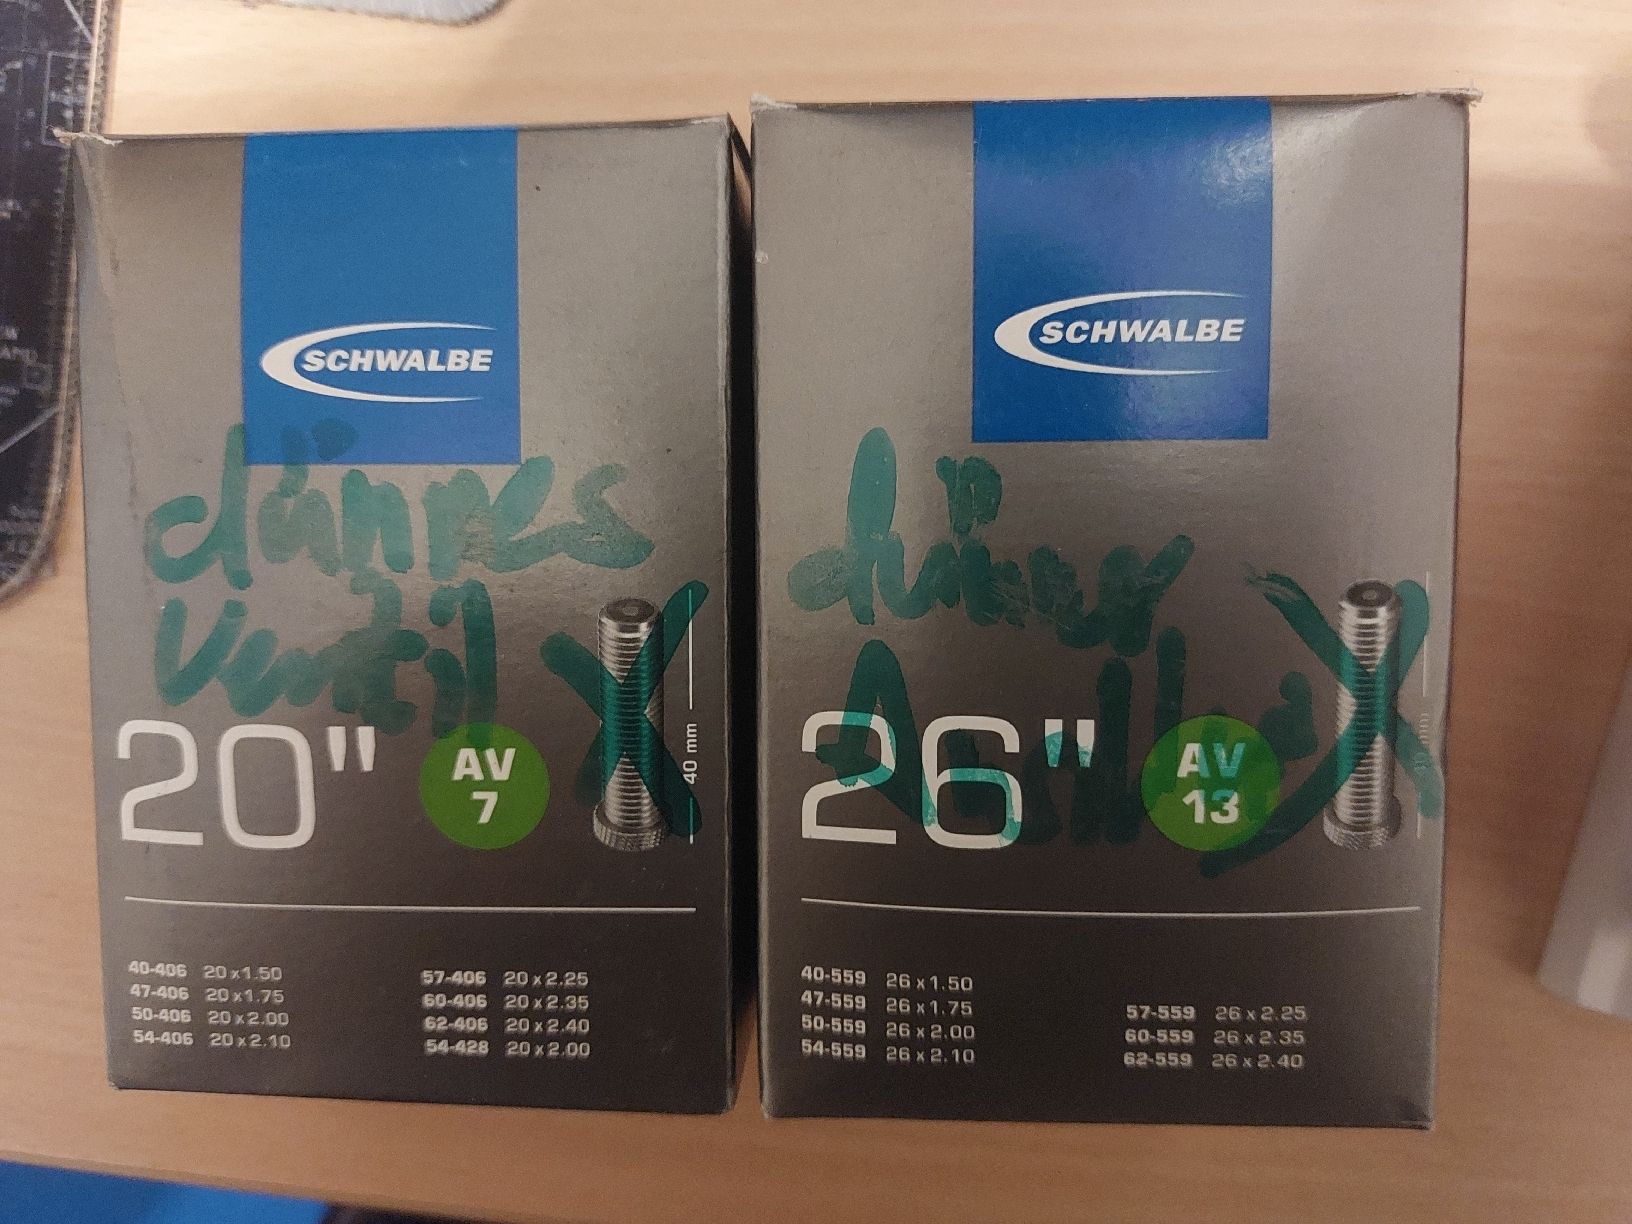 SCHWALBE
dünnes
Ventil
20"
AV
7
40 mm
40-406 20 x 1.50
47-406 20 x 1.75
50-406 20 x 2.00
54-406 20 x 2.10
57-406 20 x 2.25
60-406 20 x 2.35
62-406 20 x 2.40
54-428 20 x 2.00
SCHWALBE
26"
AV
13
mm
40-559 26 x 1.50
47-559 26 x 1.75
50-559 26 x 2.00
54-559 26 x 2.10
57-559 26 x 2.25
60-559 26 x 2.35
62-559 26 x 2.40